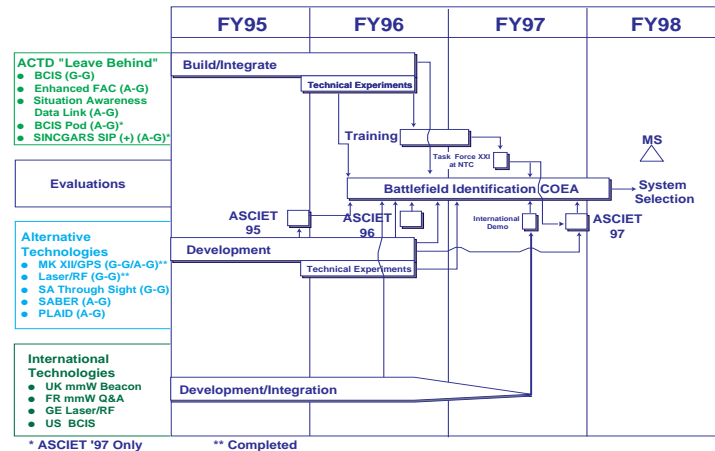 FY95 FY96 FY97 FY98
ACTD "Leave Behind"
● BCIS (G-G)
● Enhanced FAC (A-G)
● Situation Awareness
Data Link (A-G)
● BCIS Pod (A-G)*
● SINCGARS SIP (+) (A-G)*
Build/Integrate
Technical Experiments
Training
Task Force XXI
at NTC
MS
Evaluations
Battlefield Identification COEA
System
Selection
ASCIET
95
ASCIET
96
International
Demo
ASCIET
97
Alternative
Technologies
● MK XII/GPS (G-G/A-G)**
● Laser/RF (G-G)**
● SA Through Sight (G-G)
● SABER (A-G)
● PLAID (A-G)
Development
Technical Experiments
International
Technologies
● UK mmW Beacon
● FR mmW Q&A
● GE Laser/RF
● US BCIS
Development/Integration
* ASCIET '97 Only ** Completed